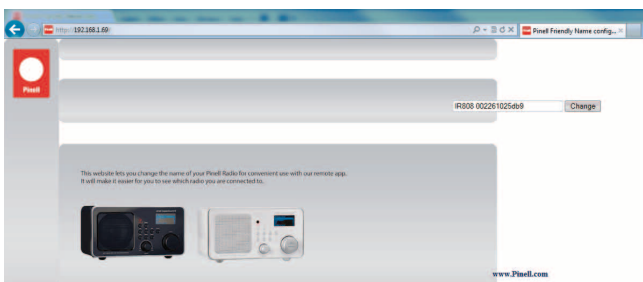 http://192.168.1.69
Pinell Friendly Name config...
Pinell
IR808 002261025db9
Change
This website lets you change the name of your Pinell Radio for convenient use with our remote app.
It will make it easier for you to see which radio you are connected to.
www.Pinell.com